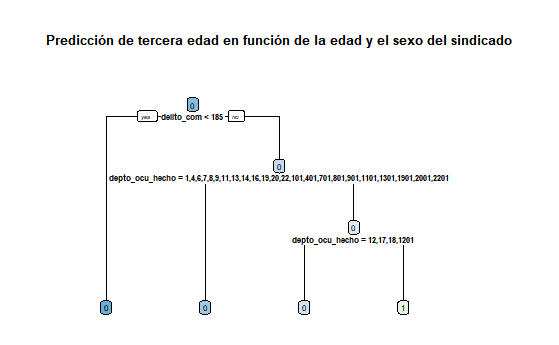 Predicción de tercera edad en función de la edad y el sexo del sindicado
0
yes delito_com < 185 no
0
depto_ocu_hecho = 1,4,6,7,8,9,11,13,14,16,19,20,22,101,401,701,801,901,1101,1301,1901,2001,2201
0
depto_ocu_hecho = 12,17,18,1201
0 0 0 1